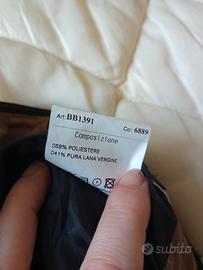 Art: BB1391
Col: 6889
Composizione
059% POLIESTERE
041% PURA LANA VERGINE
subito